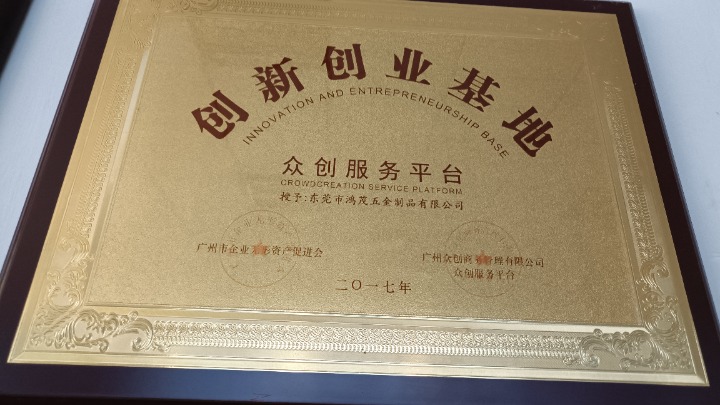 创新创业基地
INNOVATION AND ENTREPRENEURSHIP BASE
众创服务平台
CROWDCREATION SERVICE PLATFORM
授予:东莞市鸿茂五金制品有限公司
广州市企业无形资产促进会
广州众创商务管理有限公司
众创服务平台
二〇一七年